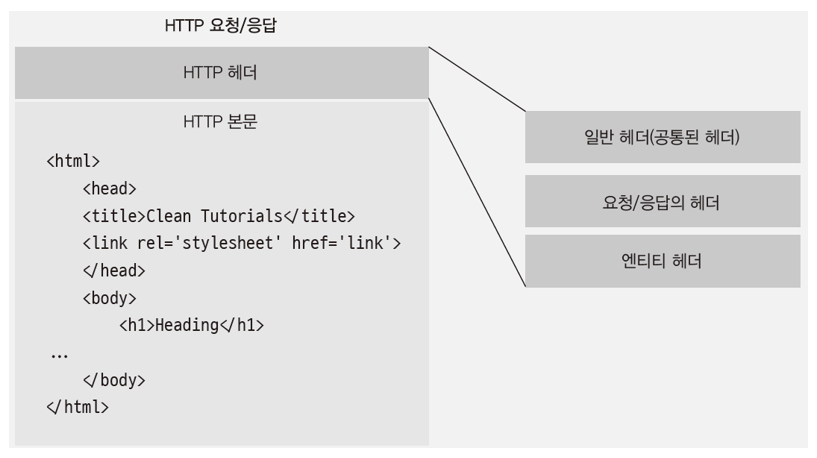 HTTP 요청/응답
HTTP 헤더
HTTP 본문
<html>
<head>
<title>Clean Tutorials</title>
<link rel='stylesheet' href='link'>
</head>
<body>
<h1>Heading</h1>
...
</body>
</html>
일반 헤더(공통된 헤더)
요청/응답의 헤더
엔티티 헤더